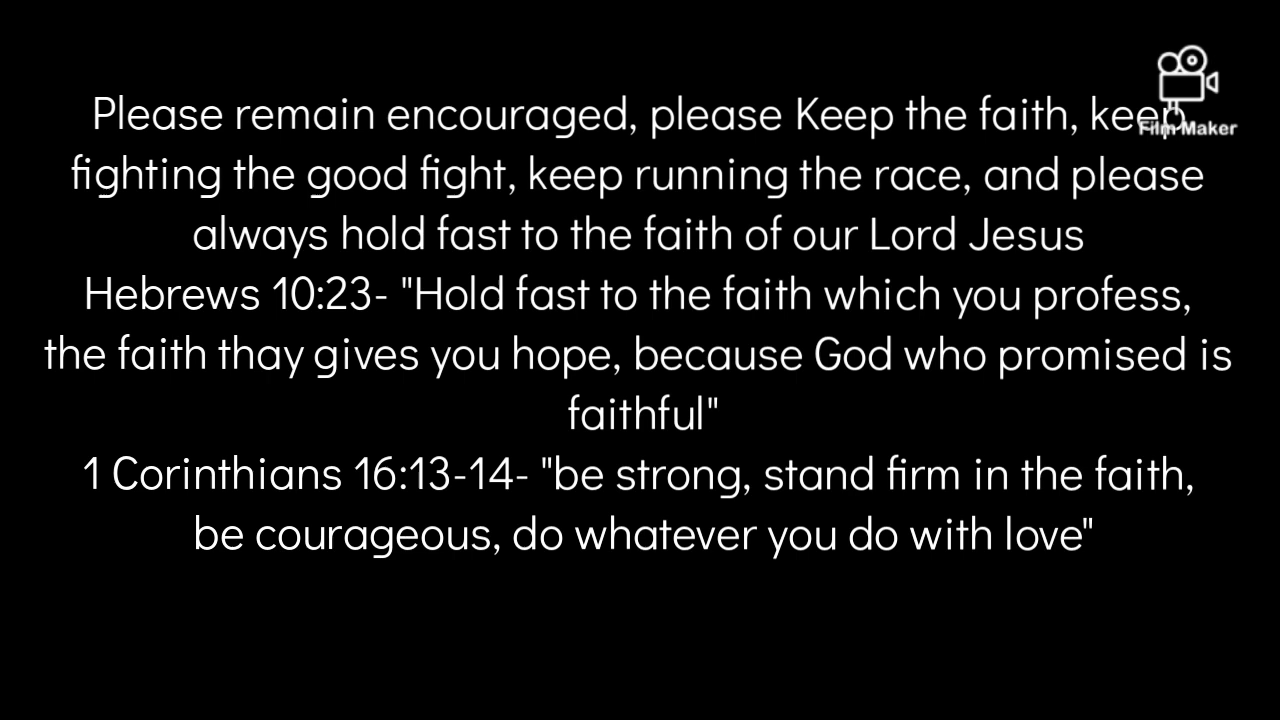 Please remain encouraged, please Keep the faith, keep
Film Maker
fighting the good fight, keep running the race, and please
always hold fast to the faith of our Lord Jesus
Hebrews 10:23- "Hold fast to the faith which you profess,
the faith thay gives you hope, because God who promised is
faithful"
1 Corinthians 16:13-14- "be strong, stand firm in the faith,
be courageous, do whatever you do with love"